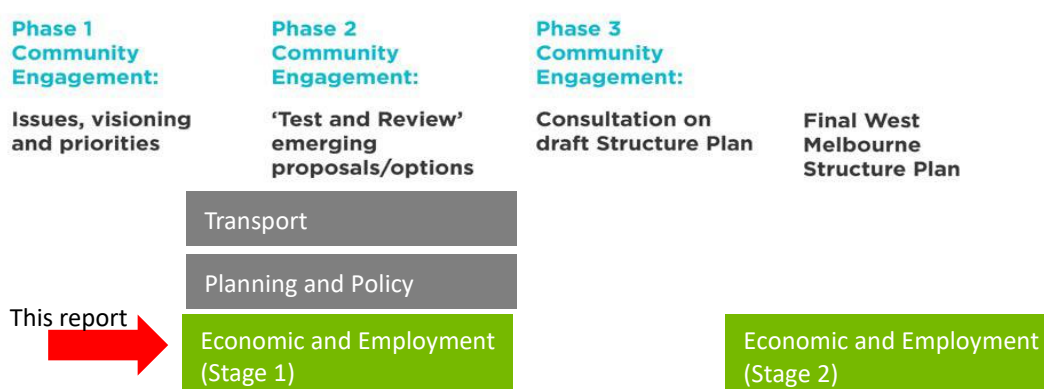 Phase 1
Community
Engagement:
Issues, visioning
and priorities
Phase 2
Community
Engagement:
'Test and Review'
emerging
proposals/options
Phase 3
Community
Engagement:
Consultation on
draft Structure Plan
Final West
Melbourne
Structure Plan
Transport
Planning and Policy
This report
Economic and Employment
(Stage 1)
Economic and Employment
(Stage 2)